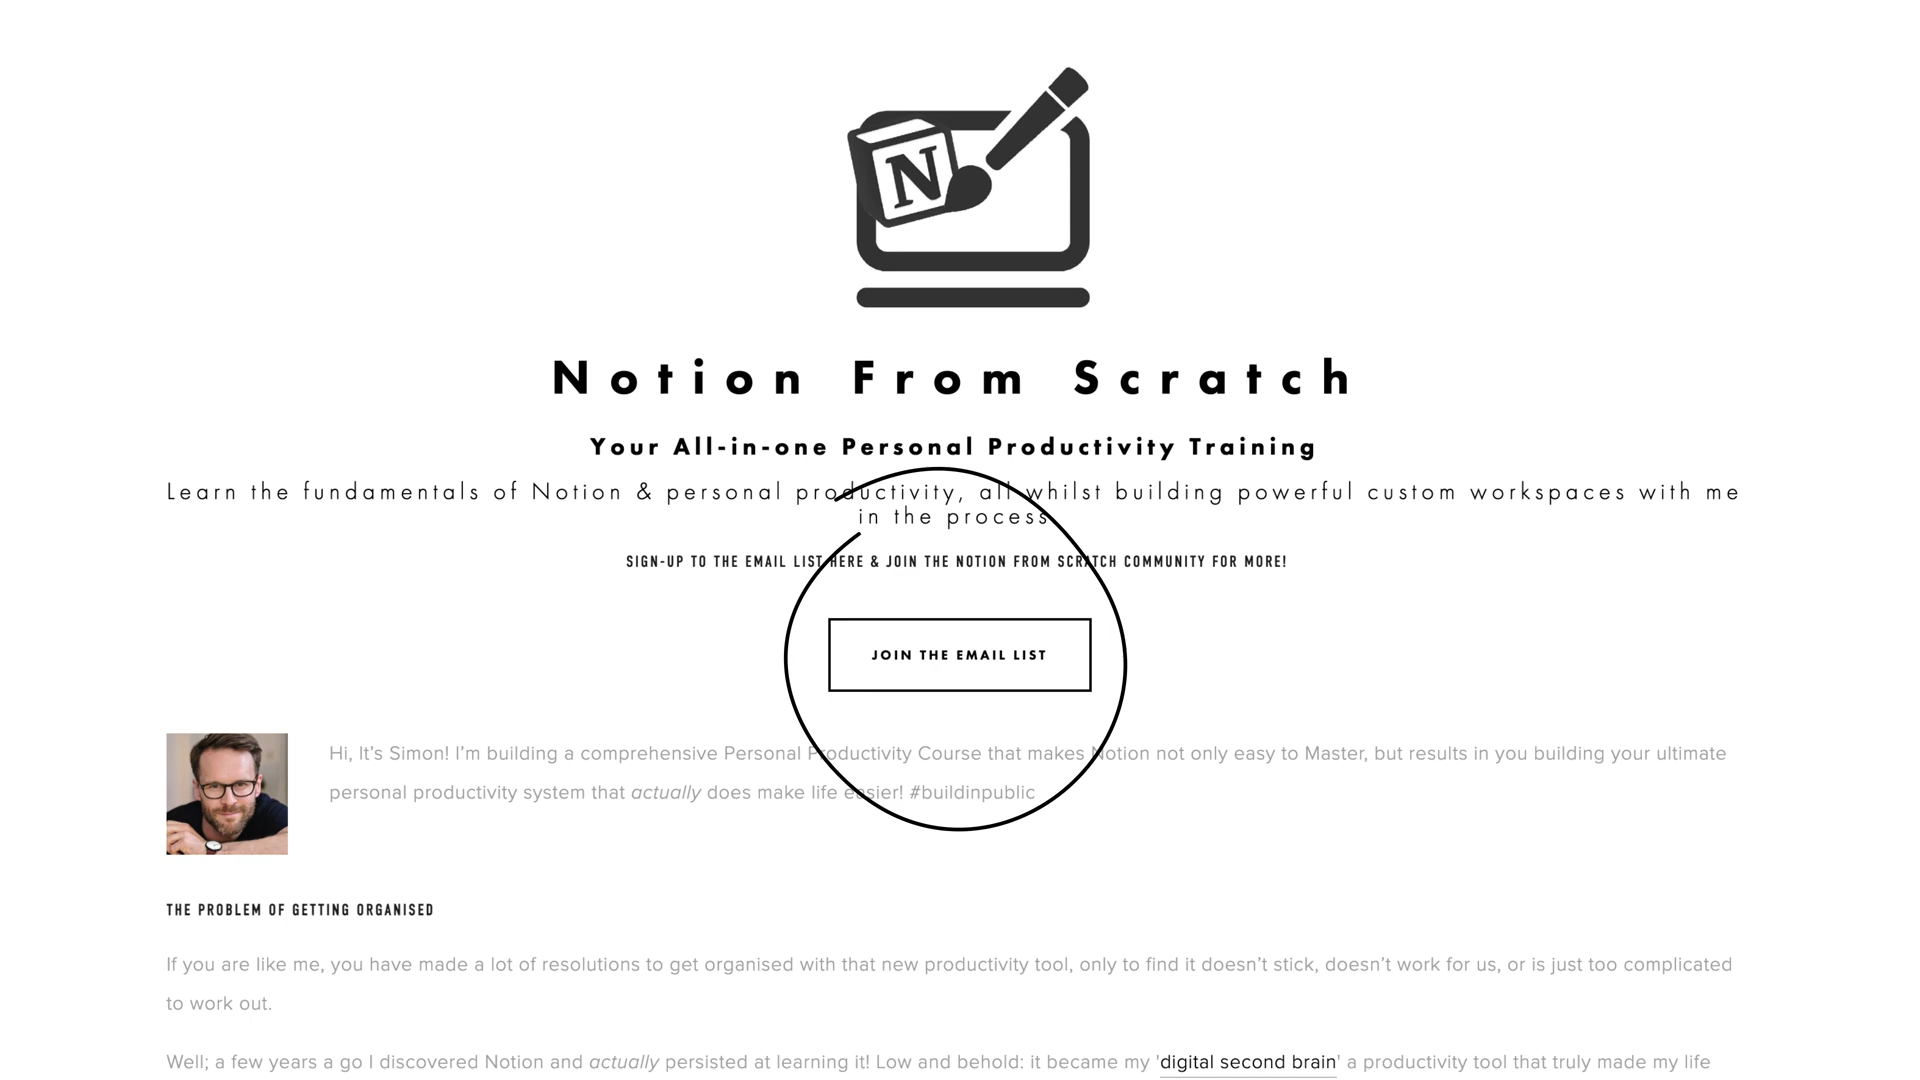 N
Notion From Scratch
Your All-in-one Personal Productivity Training
Learn the fundamentals of Notion & personal productivity, all whilst building powerful custom workspaces with me
in the process
SIGN-UP TO THE EMAIL LIST HERE & JOIN THE NOTION FROM SCRATCH COMMUNITY FOR MORE!
JOIN THE EMAIL LIST
Hi, It’s Simon! I’m building a comprehensive Personal Productivity Course that makes Notion not only easy to Master, but results in you building your ultimate
personal productivity system that actually does make life easier! #buildinpublic
THE PROBLEM OF GETTING ORGANISED
If you are like me, you have made a lot of resolutions to get organised with that new productivity tool, only to find it doesn’t stick, doesn’t work for us, or is just too complicated
to work out.
Well; a few years a go I discovered Notion and actually persisted at learning it! Low and behold: it became my 'digital second brain' a productivity tool that truly made my life